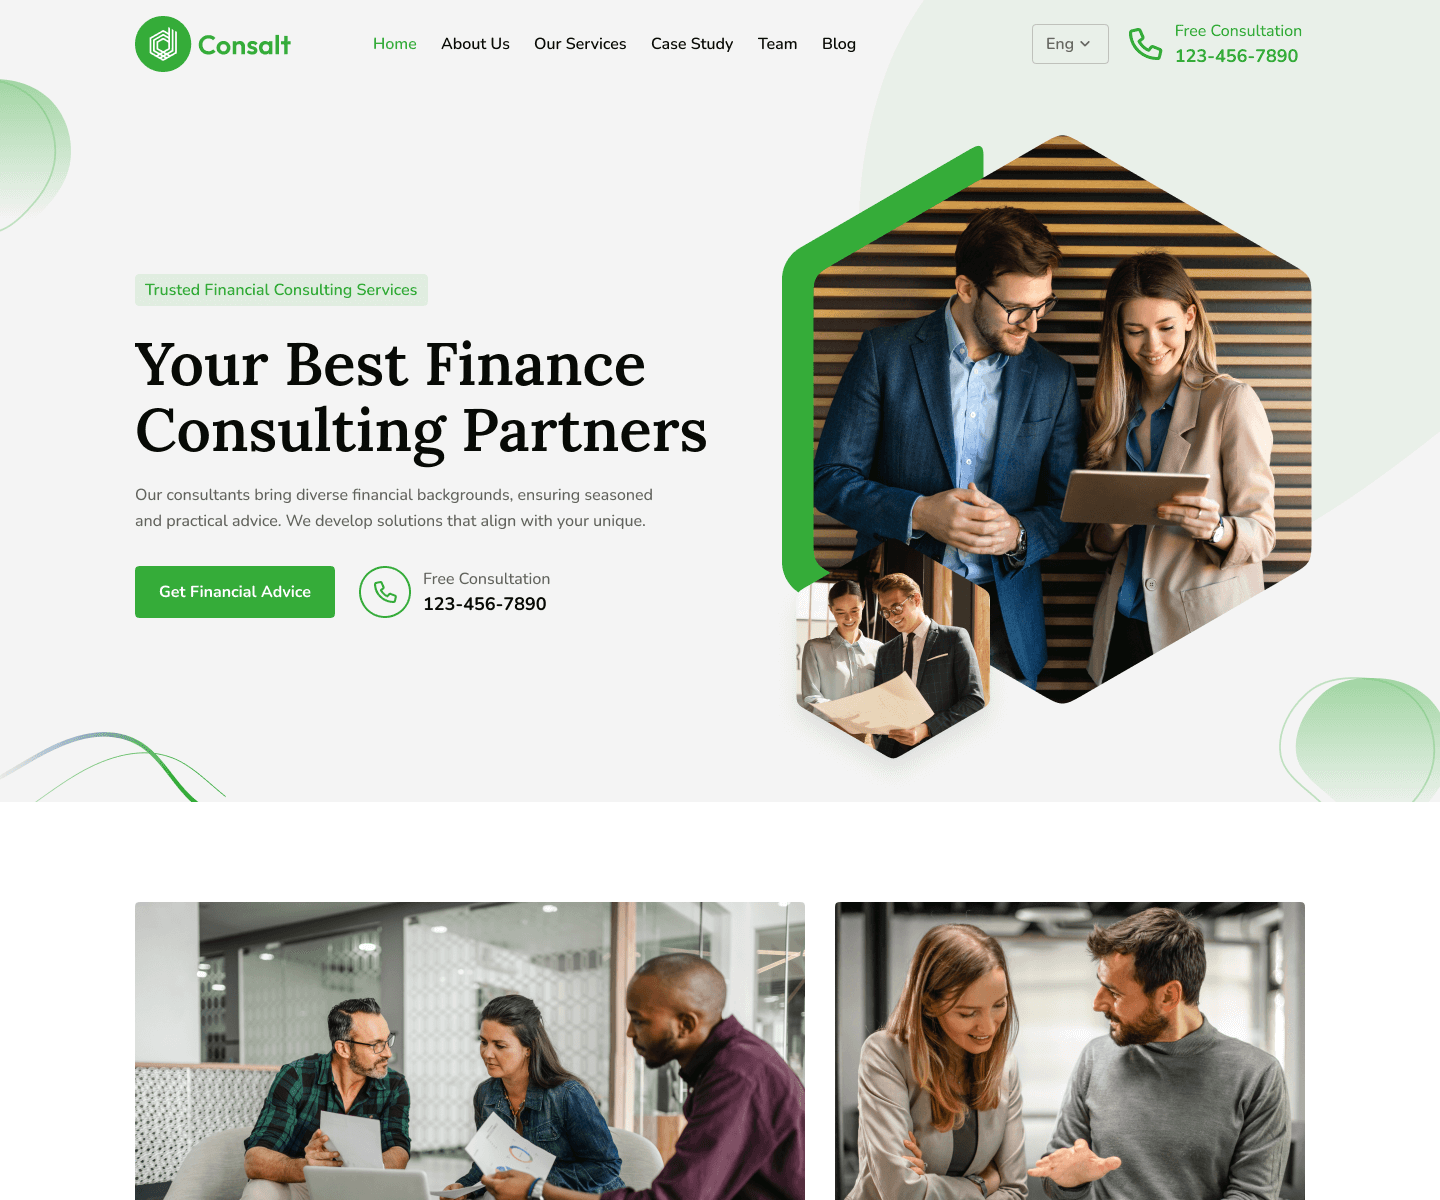 Consalt
Home
About Us
Our Services
Case Study
Team
Blog
Eng
Free Consultation
123-456-7890
Trusted Financial Consulting Services
Your Best Finance
Consulting Partners
Our consultants bring diverse financial backgrounds, ensuring seasoned
and practical advice. We develop solutions that align with your unique.
Get Financial Advice
Free Consultation
123-456-7890